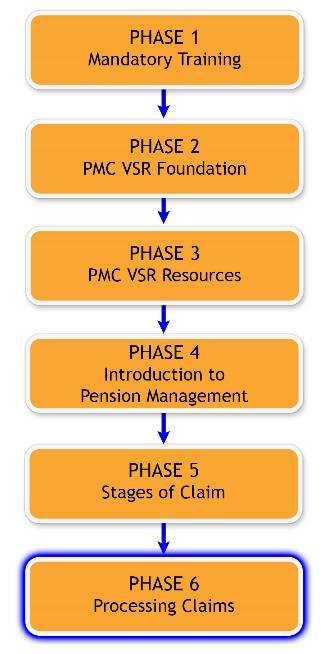 PHASE 1
Mandatory Training
PHASE 2
PMC VSR Foundation
PHASE 3
PMC VSR Resources
PHASE 4
Introduction to
Pension Management
PHASE 5
Stages of Claim
PHASE 6
Processing Claims